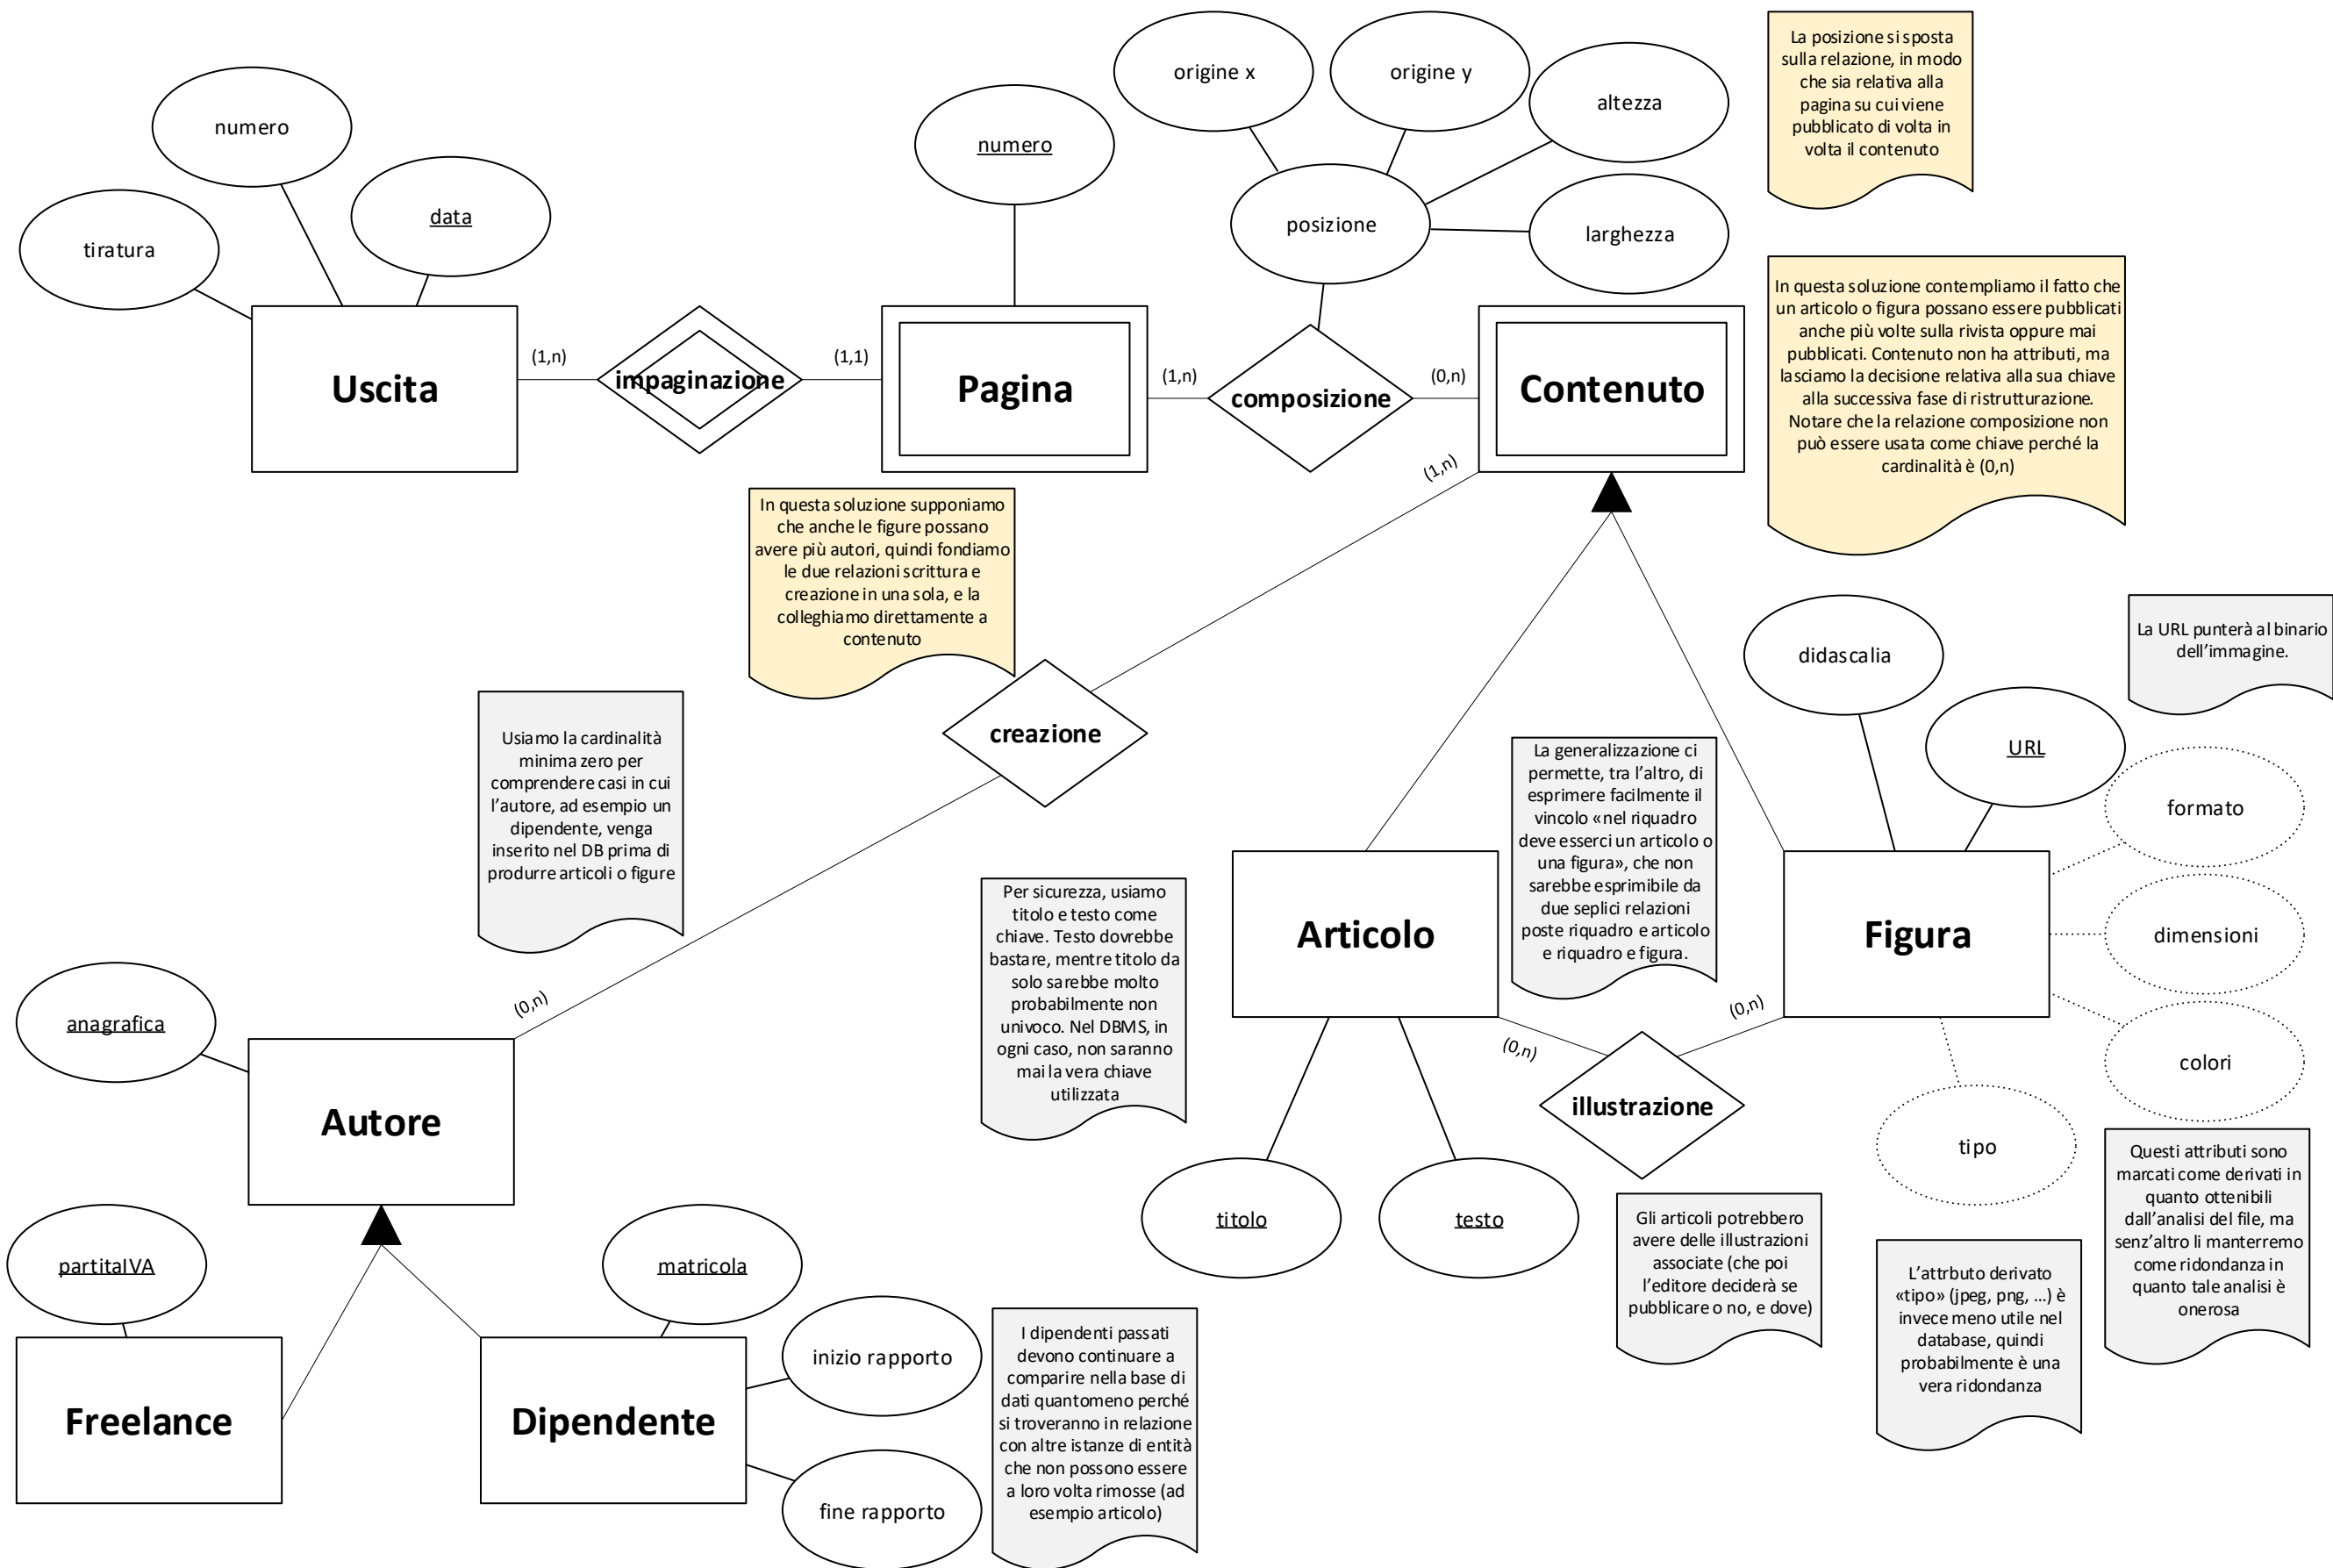 origine x
origine y
altezza
larghezza
posizione
La posizione si sposta
sulla relazione, in modo
che sia relativa alla
pagina su cui viene
pubblicato di volta in
volta il contenuto
numero
tiratura
data
numero
Uscita
(1,n)
impaginazione
(1,1)
Pagina
(1,n)
composizione
(0,n)
Contenuto
In questa soluzione contempliamo il fatto che
un articolo o figura possano essere pubblicati
anche più volte sulla rivista oppure mai
pubblicati. Contenuto non ha attributi, ma
lasciamo la decisione relativa alla sua chiave
alla successiva fase di ristrutturazione.
Notare che la relazione composizione non
può essere usata come chiave perché la
cardinalità è (0,n)
(1,n)
In questa soluzione supponiamo
che anche le figure possano
avere più autori, quindi fondiamo
le due relazioni scrittura e
creazione in una sola, e la
colleghiamo direttamente a
contenuto
creazione
Usiamo la cardinalità
minima zero per
comprendere casi in cui
l'autore, ad esempio un
dipendente, venga
inserito nel DB prima di
produrre articoli o figure
(0,n)
didascalia
URL
La URL punterà al binario
dell'immagine.
formato
dimensioni
colori
tipo
La generalizzazione ci
permette, tra l'altro, di
esprimere facilmente il
vincolo «nel riquadro
deve esserci un articolo o
una figura», che non
sarebbe esprimibile da
due seplici relazioni
poste riquadro e articolo
e riquadro e figura.
Articolo
Figura
Per sicurezza, usiamo
titolo e testo come
chiave. Testo dovrebbe
bastare, mentre titolo da
solo sarebbe molto
probabilmente non
univoco. Nel DBMS, in
ogni caso, non saranno
mai la vera chiave
utilizzata
(0,n)
(0,n)
illustrazione
titolo
testo
Gli articoli potrebbero
avere delle illustrazioni
associate (che poi
l'editore deciderà se
pubblicare o no, e dove)
L'attrbuto derivato
«tipo» (jpeg, png, …) è
invece meno utile nel
database, quindi
probabilmente è una
vera ridondanza
Questi attributi sono
marcati come derivati in
quanto ottenibili
dall'analisi del file, ma
senz'altro li manterremo
come ridondanza in
quanto tale analisi è
onerosa
anagrafica
Autore
partitaIVA
matricola
Freelance
Dipendente
inizio rapporto
fine rapporto
I dipendenti passati
devono continuare a
comparire nella base di
dati quantomeno perché
si troveranno in relazione
con altre istanze di entità
che non possono essere
a loro volta rimosse (ad
esempio articolo)